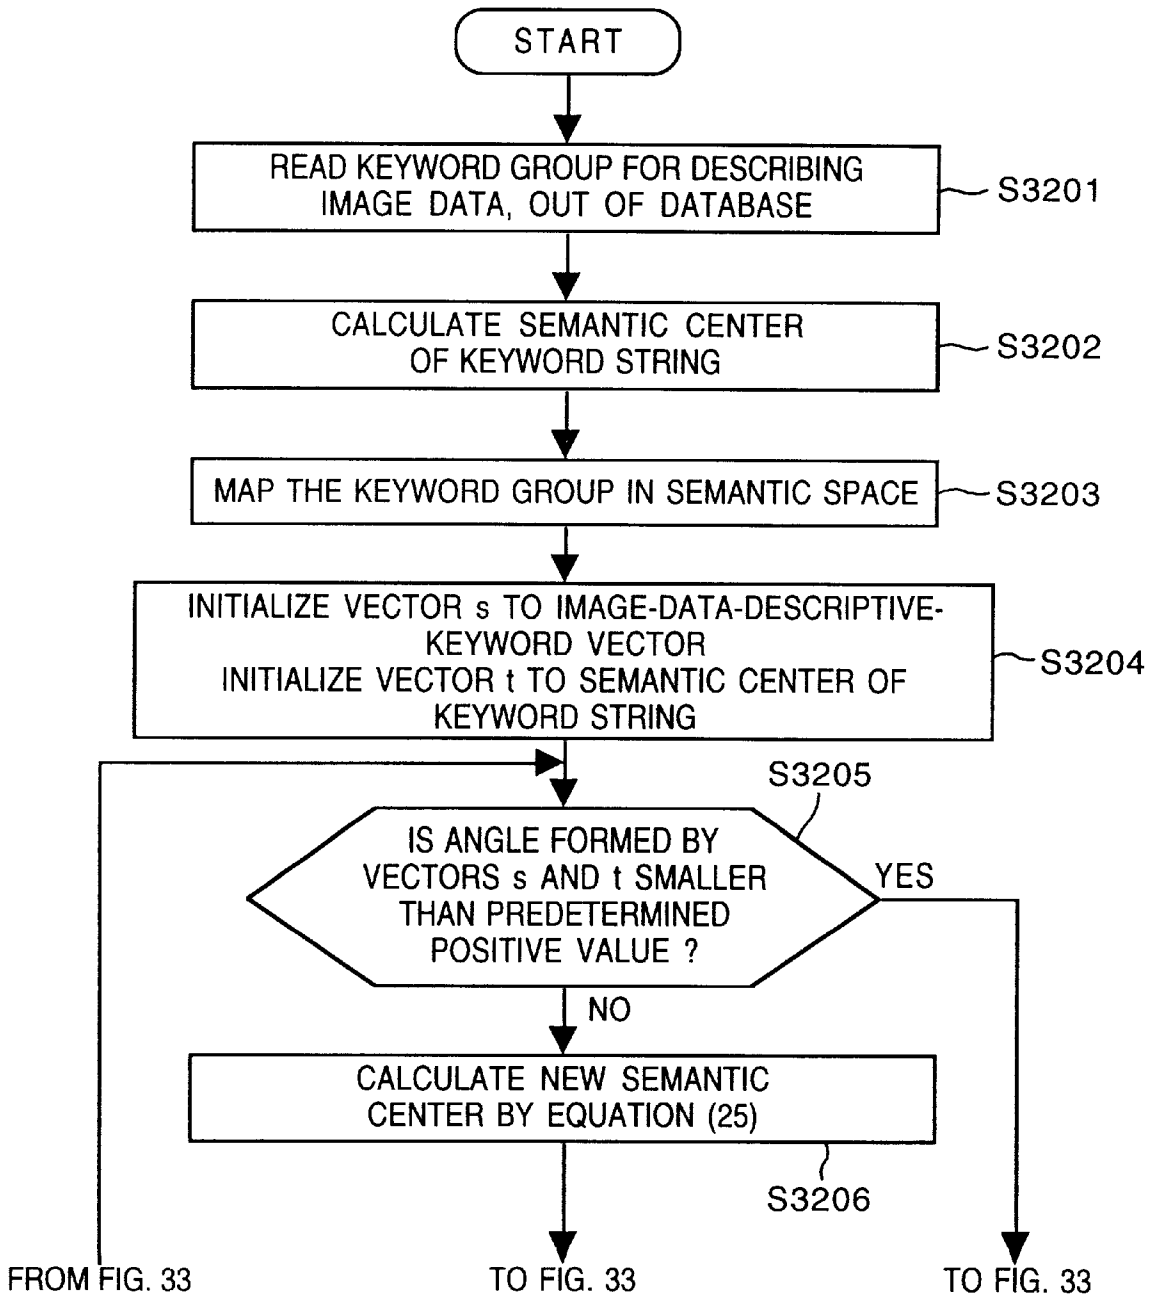 START
READ KEYWORD GROUP FOR DESCRIBING
IMAGE DATA, OUT OF DATABASE
S3201
CALCULATE SEMANTIC CENTER
OF KEYWORD STRING
S3202
MAP THE KEYWORD GROUP IN SEMANTIC SPACE
S3203
INITIALIZE VECTOR s TO IMAGE-DATA-DESCRIPTIVE-
KEYWORD VECTOR
INITIALIZE VECTOR t TO SEMANTIC CENTER OF
KEYWORD STRING
S3204
S3205
IS ANGLE FORMED BY
VECTORS s AND t SMALLER
THAN PREDETERMINED
POSITIVE VALUE ?
YES
NO
CALCULATE NEW SEMANTIC
CENTER BY EQUATION (25)
S3206
FROM FIG. 33
TO FIG. 33
TO FIG. 33